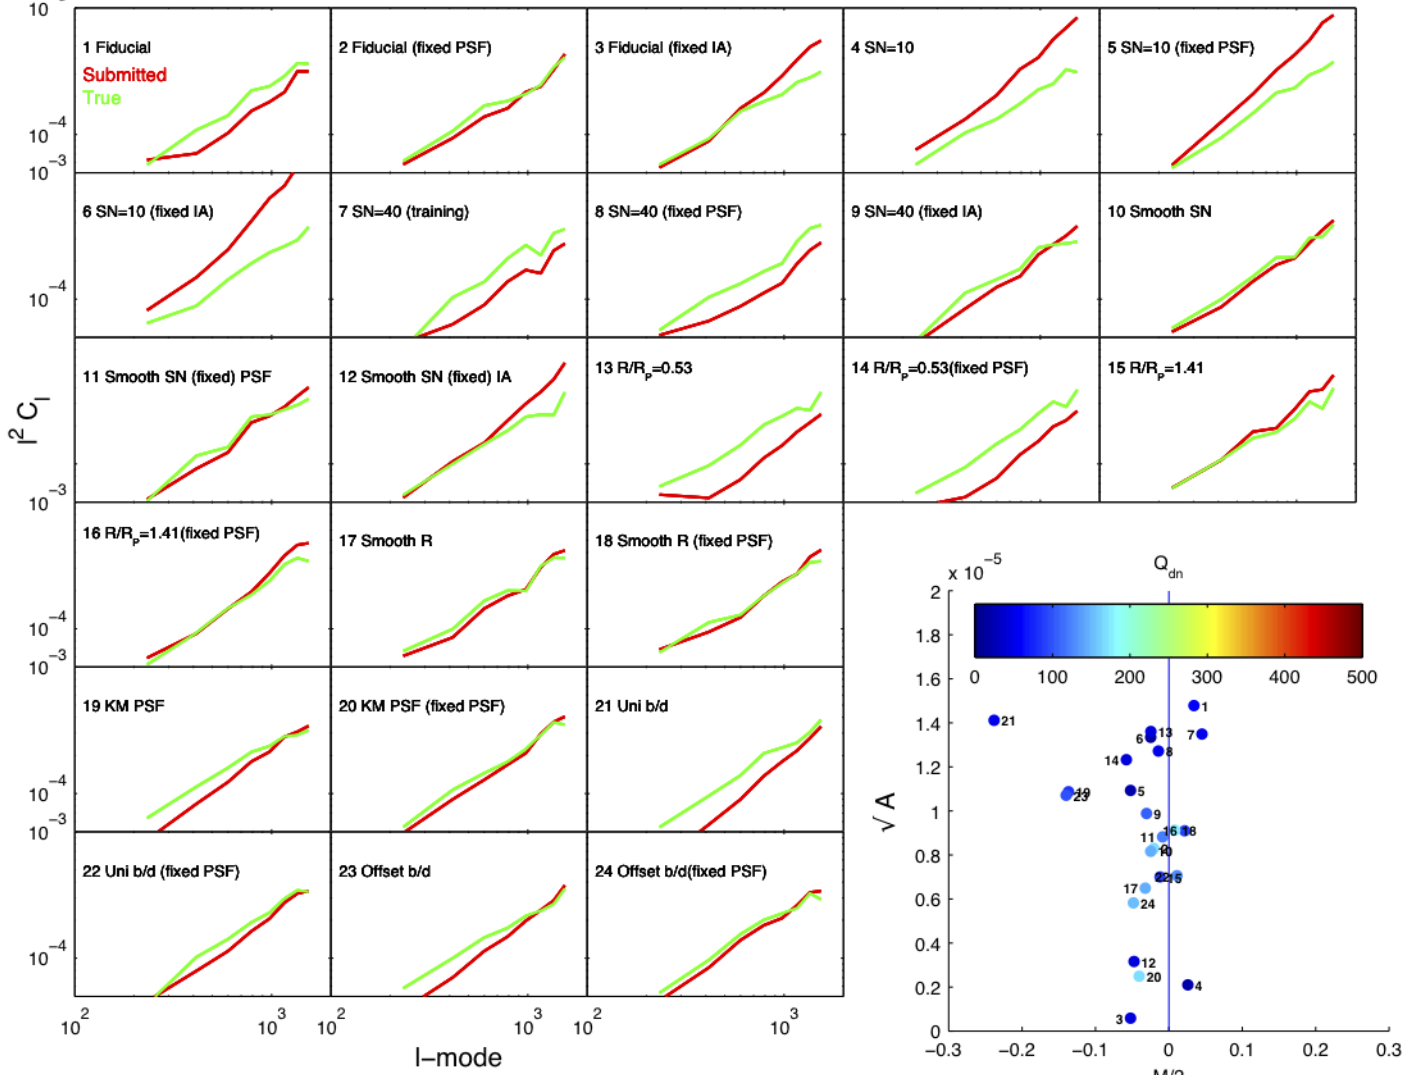 10
1 Fiducial
Submitted
True
2 Fiducial (fixed PSF)
3 Fiducial (fixed IA)
4 SN=10
5 SN=10 (fixed PSF)
10⁻⁴
10⁻³
6 SN=10 (fixed IA)
7 SN=40 (training)
8 SN=40 (fixed PSF)
9 SN=40 (fixed IA)
10 Smooth SN
10⁻⁴
11 Smooth SN (fixed) PSF
12 Smooth SN (fixed) IA
13 R/Rₚ=0.53
14 R/Rₚ=0.53(fixed PSF)
15 R/Rₚ=1.41
l² Cₗ
10⁻³
16 R/Rₚ=1.41(fixed PSF)
17 Smooth R
18 Smooth R (fixed PSF)
10⁻⁴
10⁻³
19 KM PSF
20 KM PSF (fixed PSF)
21 Uni b/d
10⁻⁴
10⁻³
22 Uni b/d (fixed PSF)
23 Offset b/d
24 Offset b/d(fixed PSF)
10⁻⁴
10² 10³ 10² 10³ 10² 10³
l−mode
x 10⁻⁵
Q_dn
0 100 200 300 400 500
2
1.8
1.6
1.4
1.2
1
0.8
0.6
0.4
0.2
0
√ A
1
21
13
7
6
8
14
5
19
23
9
16
18
11
10
22
15
17
24
12
20
4
3
−0.3 −0.2 −0.1 0 0.1 0.2 0.3